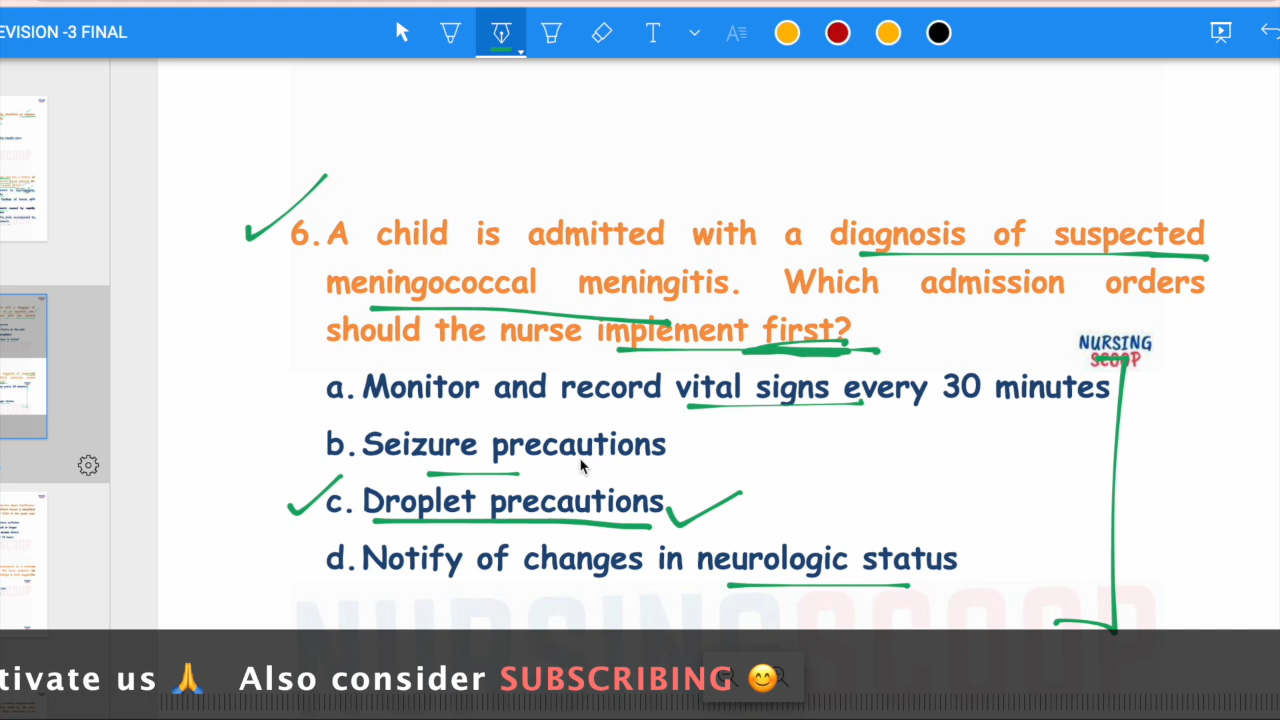 EVISION -3 FINAL
6. A child is admitted with a diagnosis of suspected
meningococcal meningitis. Which admission orders
should the nurse implement first?
NURSING
SCOOP
a. Monitor and record vital signs every 30 minutes
b. Seizure precautions
c. Droplet precautions
d. Notify of changes in neurologic status
NURSINGSCOOP
tivate us 🙏 Also consider SUBSCRIBING 😊